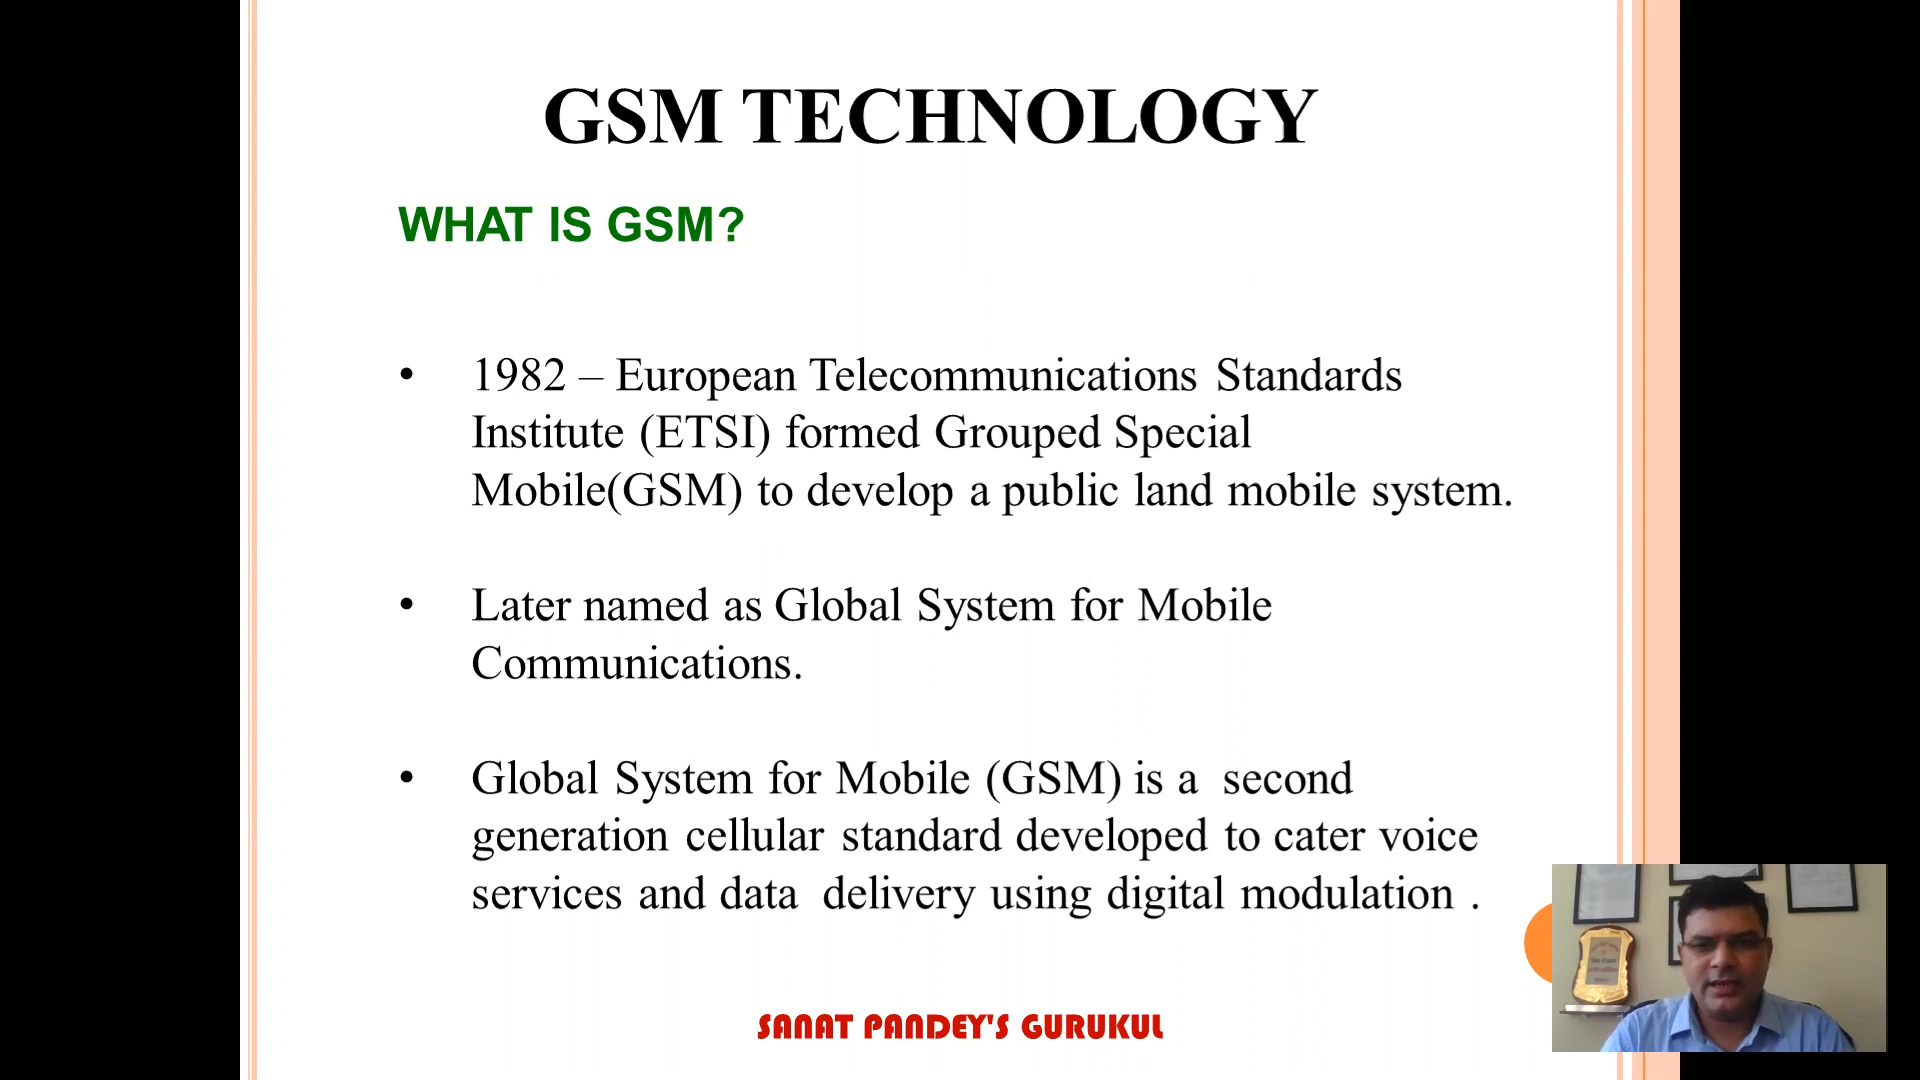 GSM TECHNOLOGY
WHAT IS GSM?
• 1982 – European Telecommunications Standards
Institute (ETSI) formed Grouped Special
Mobile(GSM) to develop a public land mobile system.
• Later named as Global System for Mobile
Communications.
• Global System for Mobile (GSM) is a second
generation cellular standard developed to cater voice
services and data delivery using digital modulation .
SANAT PANDEY'S GURUKUL